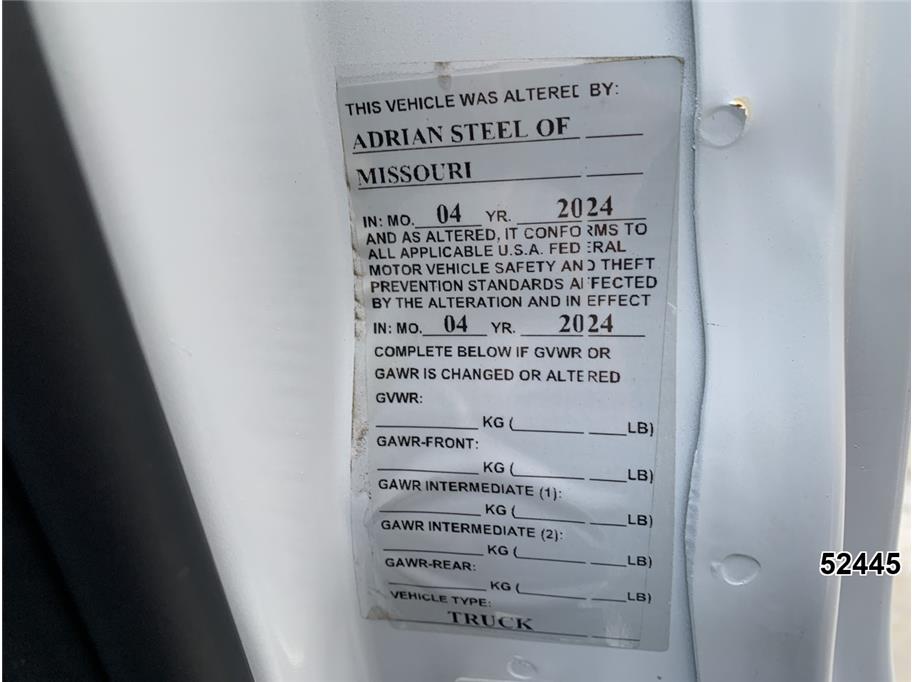 THIS VEHICLE WAS ALTERED BY:
ADRIAN STEEL OF
MISSOURI
IN: MO. 04 YR. 2024
AND AS ALTERED, IT CONFORMS TO
ALL APPLICABLE U.S.A. FEDERAL
MOTOR VEHICLE SAFETY AND THEFT
PREVENTION STANDARDS AFFECTED
BY THE ALTERATION AND IN EFFECT
IN: MO. 04 YR. 2024
COMPLETE BELOW IF GVWR OR
GAWR IS CHANGED OR ALTERED
GVWR:
KG ( LB)
GAWR-FRONT:
KG ( LB)
GAWR INTERMEDIATE (1):
KG ( LB)
GAWR INTERMEDIATE (2):
KG ( LB)
GAWR-REAR:
KG ( LB)
VEHICLE TYPE:
TRUCK
52445